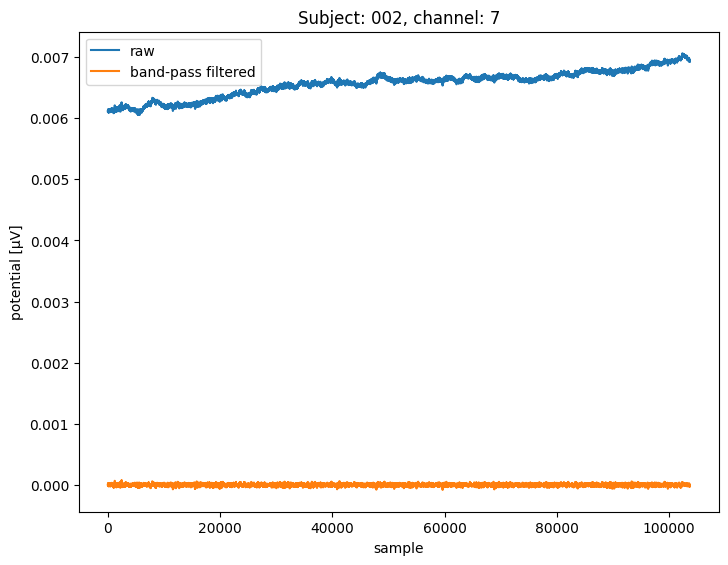 Subject: 002, channel: 7
raw
band-pass filtered
0.007
0.006
0.005
0.004
0.003
0.002
0.001
0.000
potential [µV]
0 20000 40000 60000 80000 100000
sample